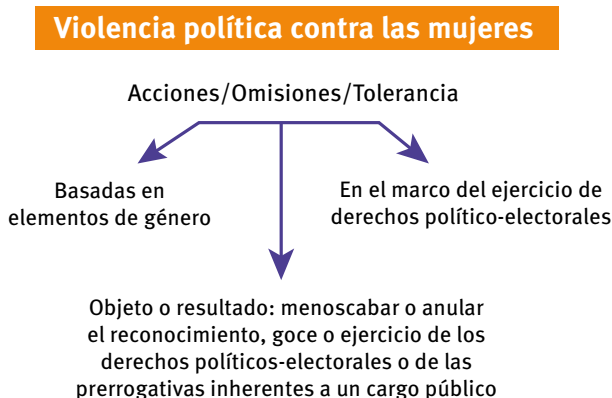 Violencia política contra las mujeres
Acciones/Omisiones/Tolerancia
Basadas en
elementos de género
En el marco del ejercicio de
derechos político-electorales
Objeto o resultado: menoscabar o anular
el reconocimiento, goce o ejercicio de los
derechos políticos-electorales o de las
prerrogativas inherentes a un cargo público